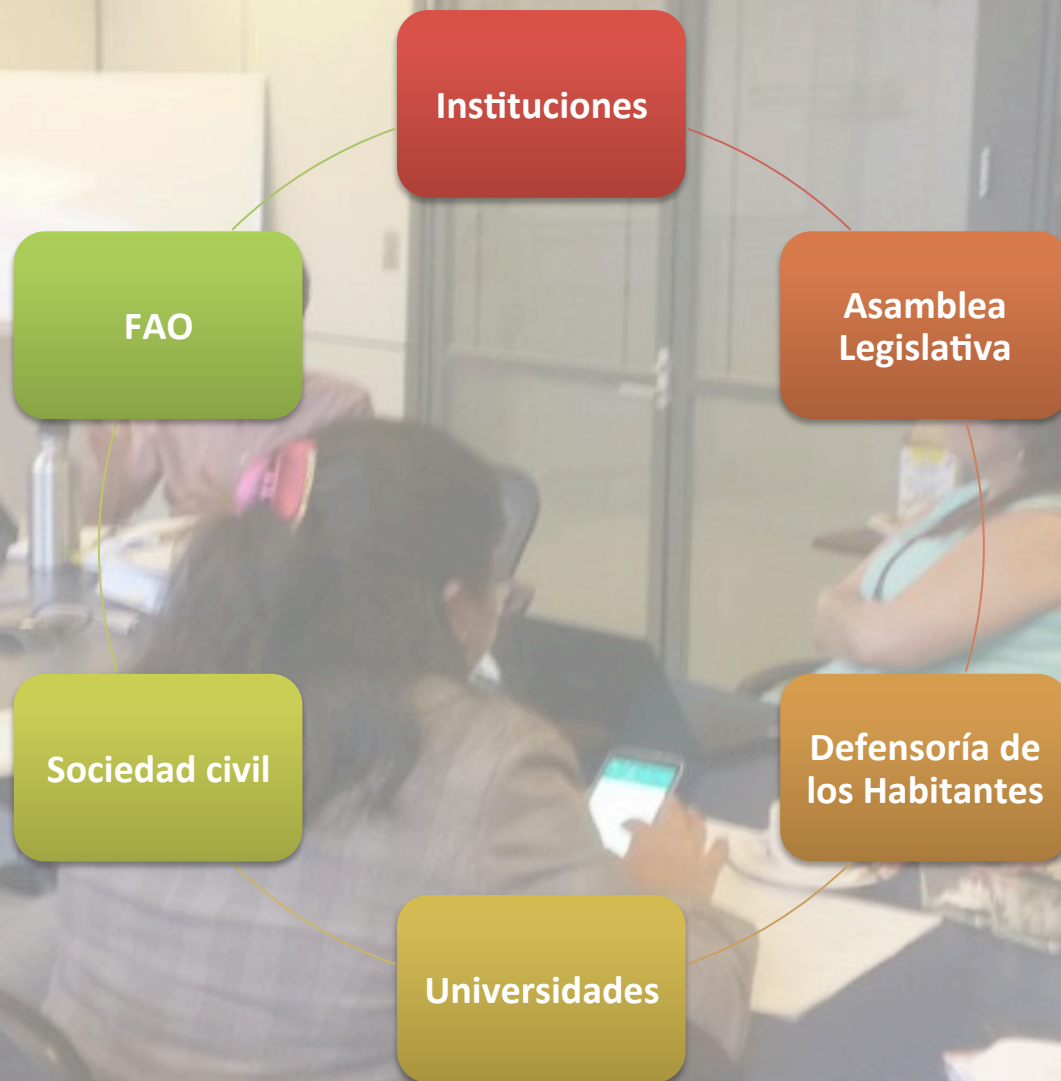 Instituciones
FAO
Asamblea
Legislativa
Sociedad civil
Defensoría de
los Habitantes
Universidades